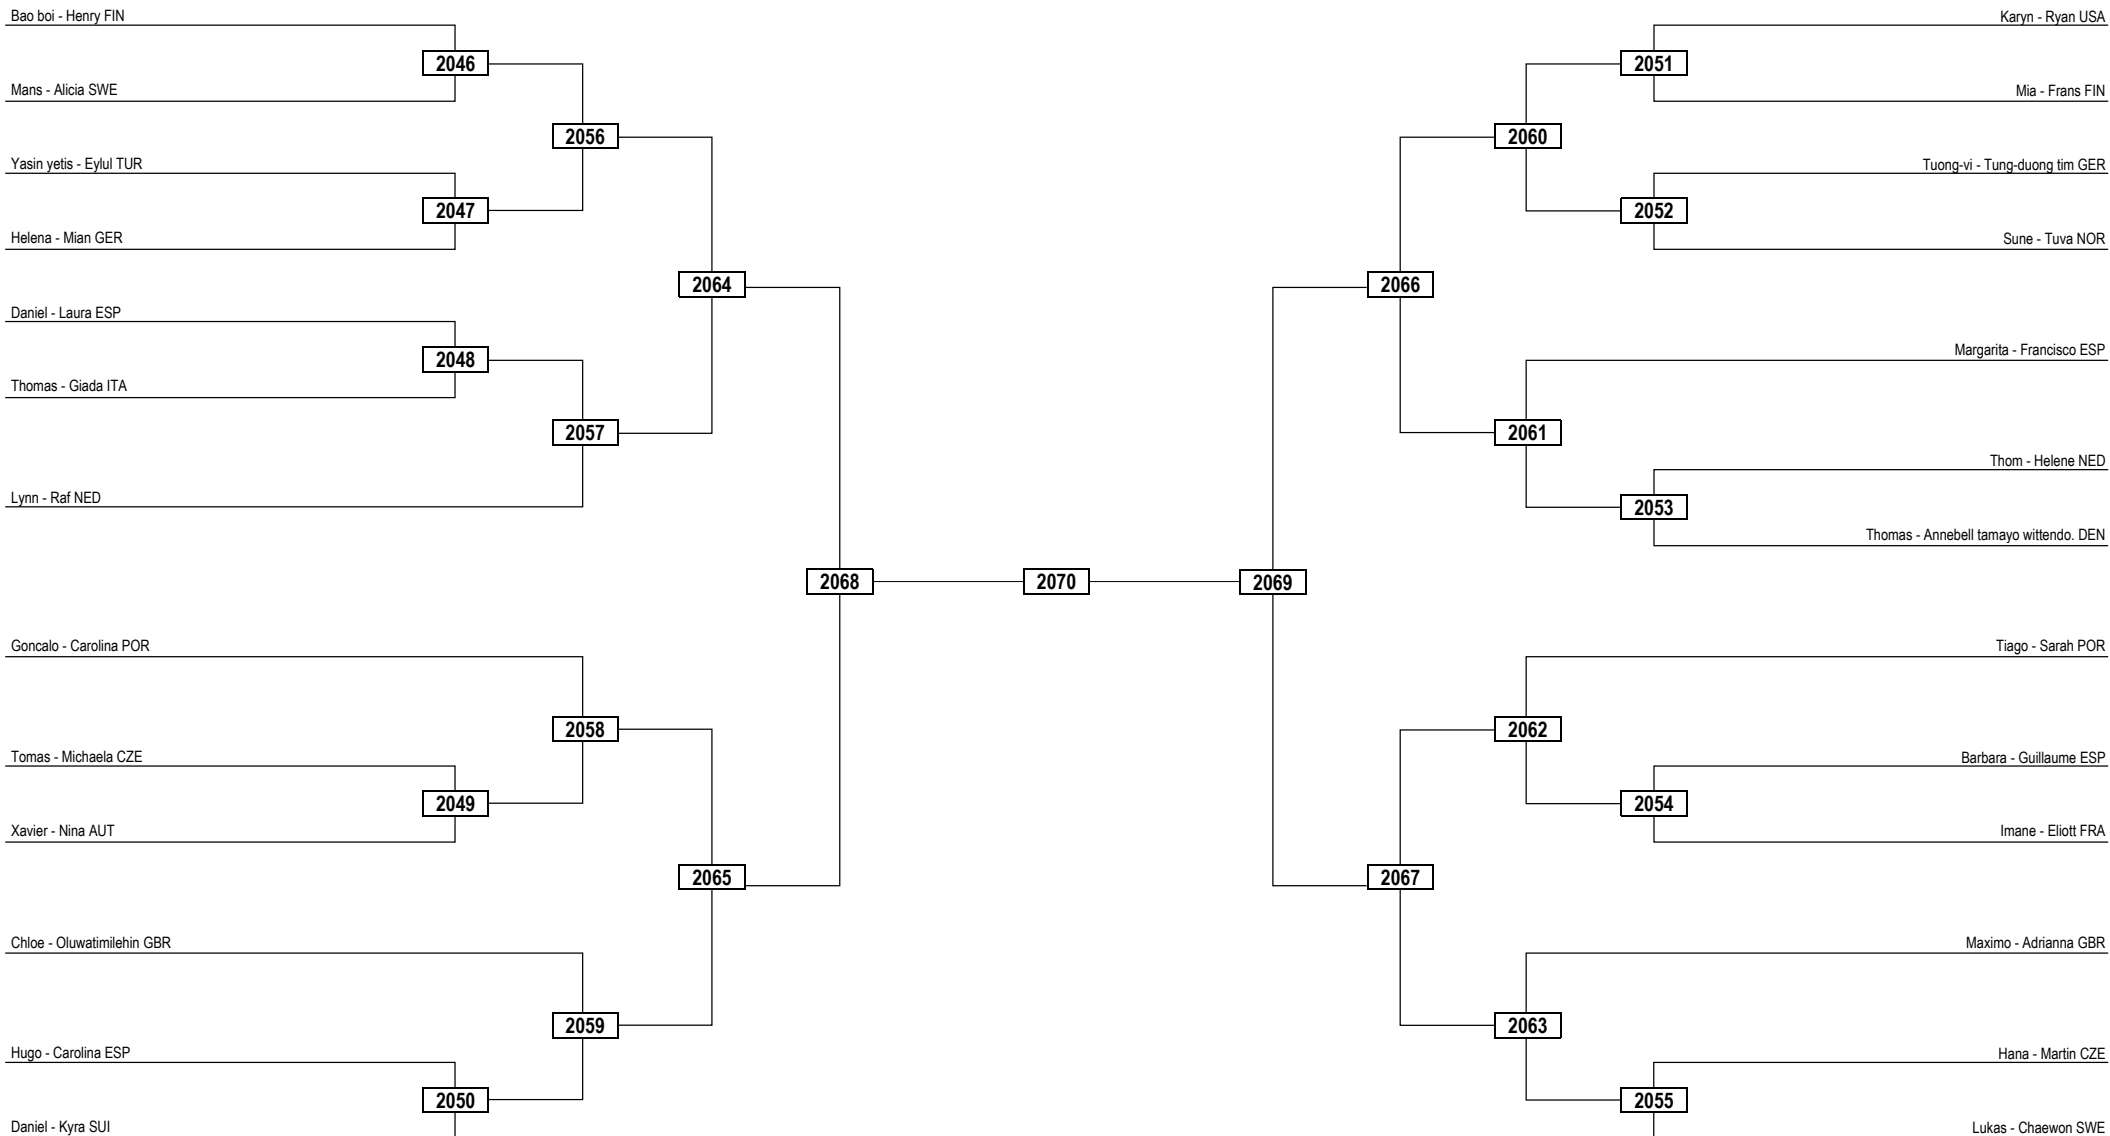 Bao boi - Henry FIN
Karyn - Ryan USA
2046
2051
Mans - Alicia SWE
Mia - Frans FIN
2056
2060
Yasin yetis - Eylul TUR
Tuong-vi - Tung-duong tim GER
2047
2052
Helena - Mian GER
Sune - Tuva NOR
2064
2066
Daniel - Laura ESP
2048
Margarita - Francisco ESP
Thomas - Giada ITA
2057
2061
Thom - Helene NED
Lynn - Raf NED
2053
Thomas - Annebell tamayo wittendo. DEN
2068
2070
2069
Goncalo - Carolina POR
Tiago - Sarah POR
2058
2062
Tomas - Michaela CZE
Barbara - Guillaume ESP
2049
2054
Xavier - Nina AUT
Imane - Eliott FRA
2065
2067
Chloe - Oluwatimilehin GBR
Maximo - Adrianna GBR
2059
2063
Hugo - Carolina ESP
Hana - Martin CZE
2050
2055
Daniel - Kyra SUI
Lukas - Chaewon SWE